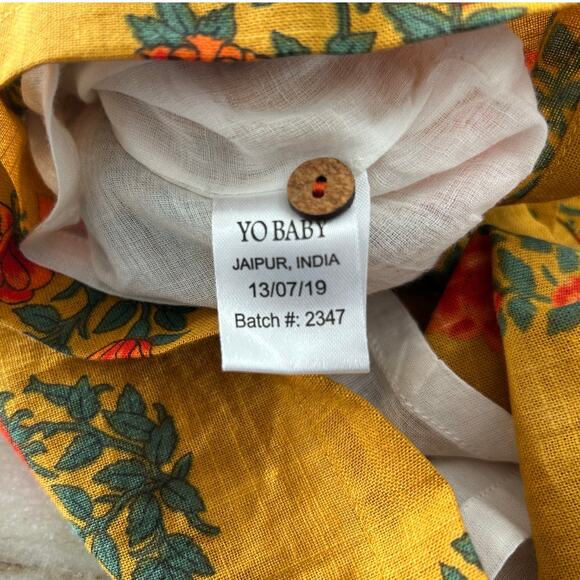 YO BABY
JAIPUR, INDIA
13/07/19
Batch #: 2347